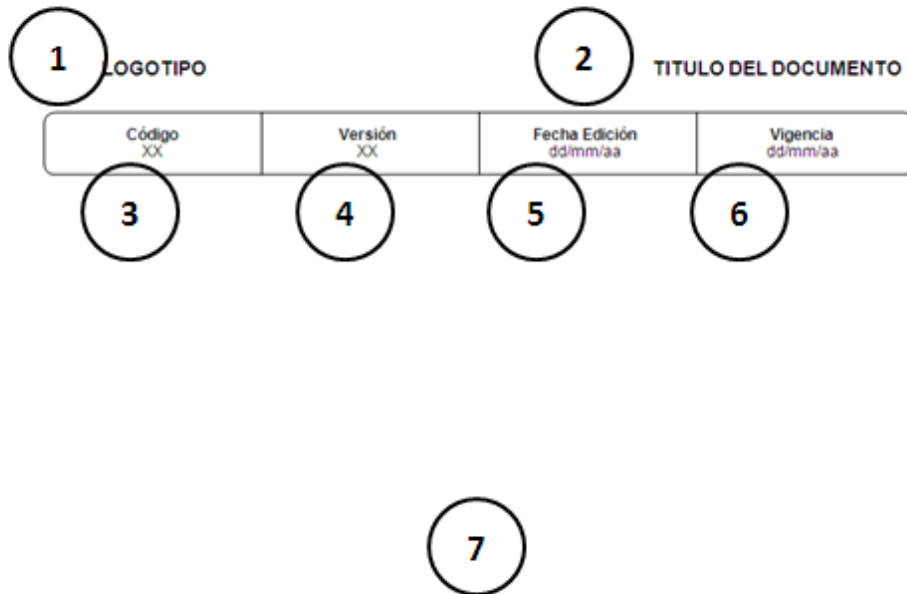 1 LOGOTIPO 2 TITULO DEL DOCUMENTO
Código Versión Fecha Edición Vigencia
XX XX dd/mm/aa dd/mm/aa
3 4 5 6
7